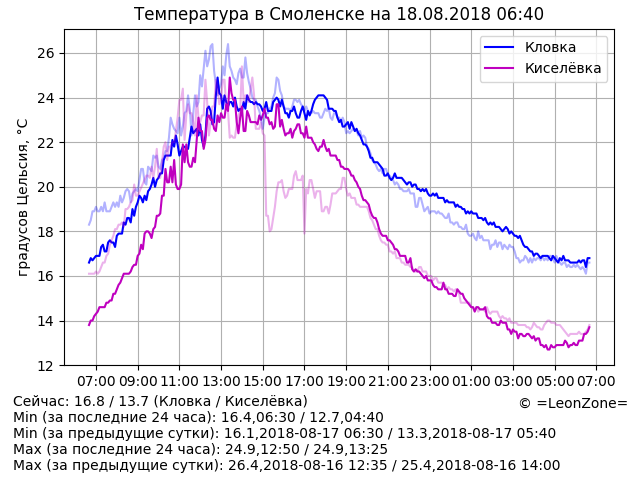 Температура в Смоленске на 18.08.2018 06:40
Кловка
Киселёвка
градусов Цельсия, °C
26
24
22
20
18
16
14
12
07:00 09:00 11:00 13:00 15:00 17:00 19:00 21:00 23:00 01:00 03:00 05:00 07:00
Сейчас: 16.8 / 13.7 (Кловка / Киселёвка)
© =LeonZone=
Min (за последние 24 часа): 16.4,06:30 / 12.7,04:40
Min (за предыдущие сутки): 16.1,2018-08-17 06:30 / 13.3,2018-08-17 05:40
Max (за последние 24 часа): 24.9,12:50 / 24.9,13:25
Max (за предыдущие сутки): 26.4,2018-08-16 12:35 / 25.4,2018-08-16 14:00